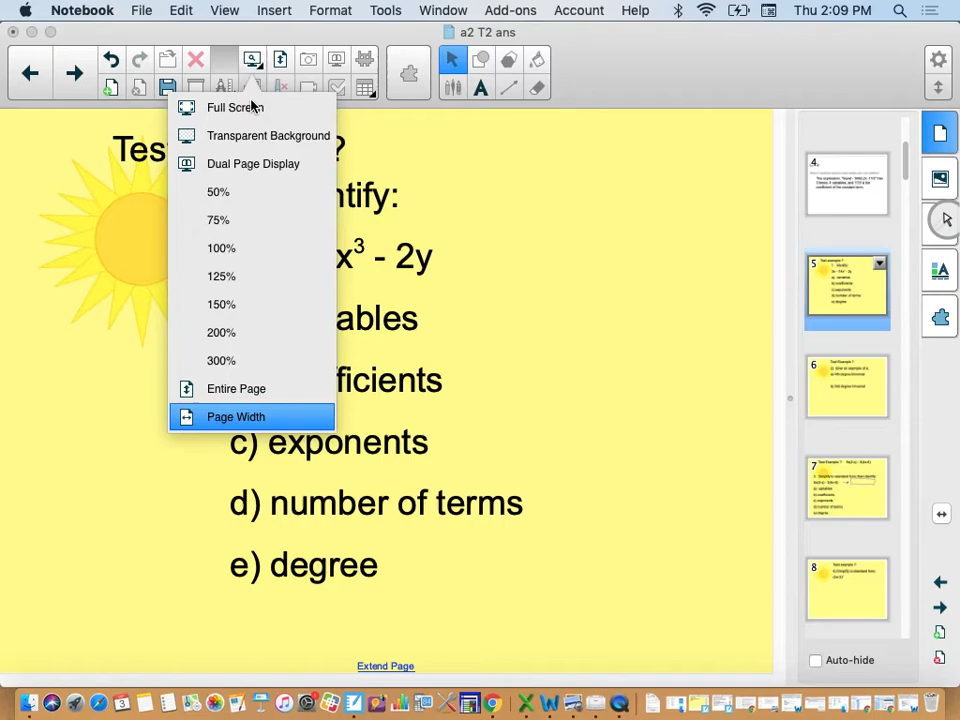 Notebook File Edit View Insert Format Tools Window Add-ons Account Help Thu 2:09 PM
a2 T2 ans
Full Screen
Transparent Background
Dual Page Display
50%
75%
100%
125%
150%
200%
300%
Entire Page
Page Width
Tes ?
ntify:
x³ - 2y
ables
fficients
c) exponents
d) number of terms
e) degree
Extend Page
4
5
6
7
8
Auto-hide